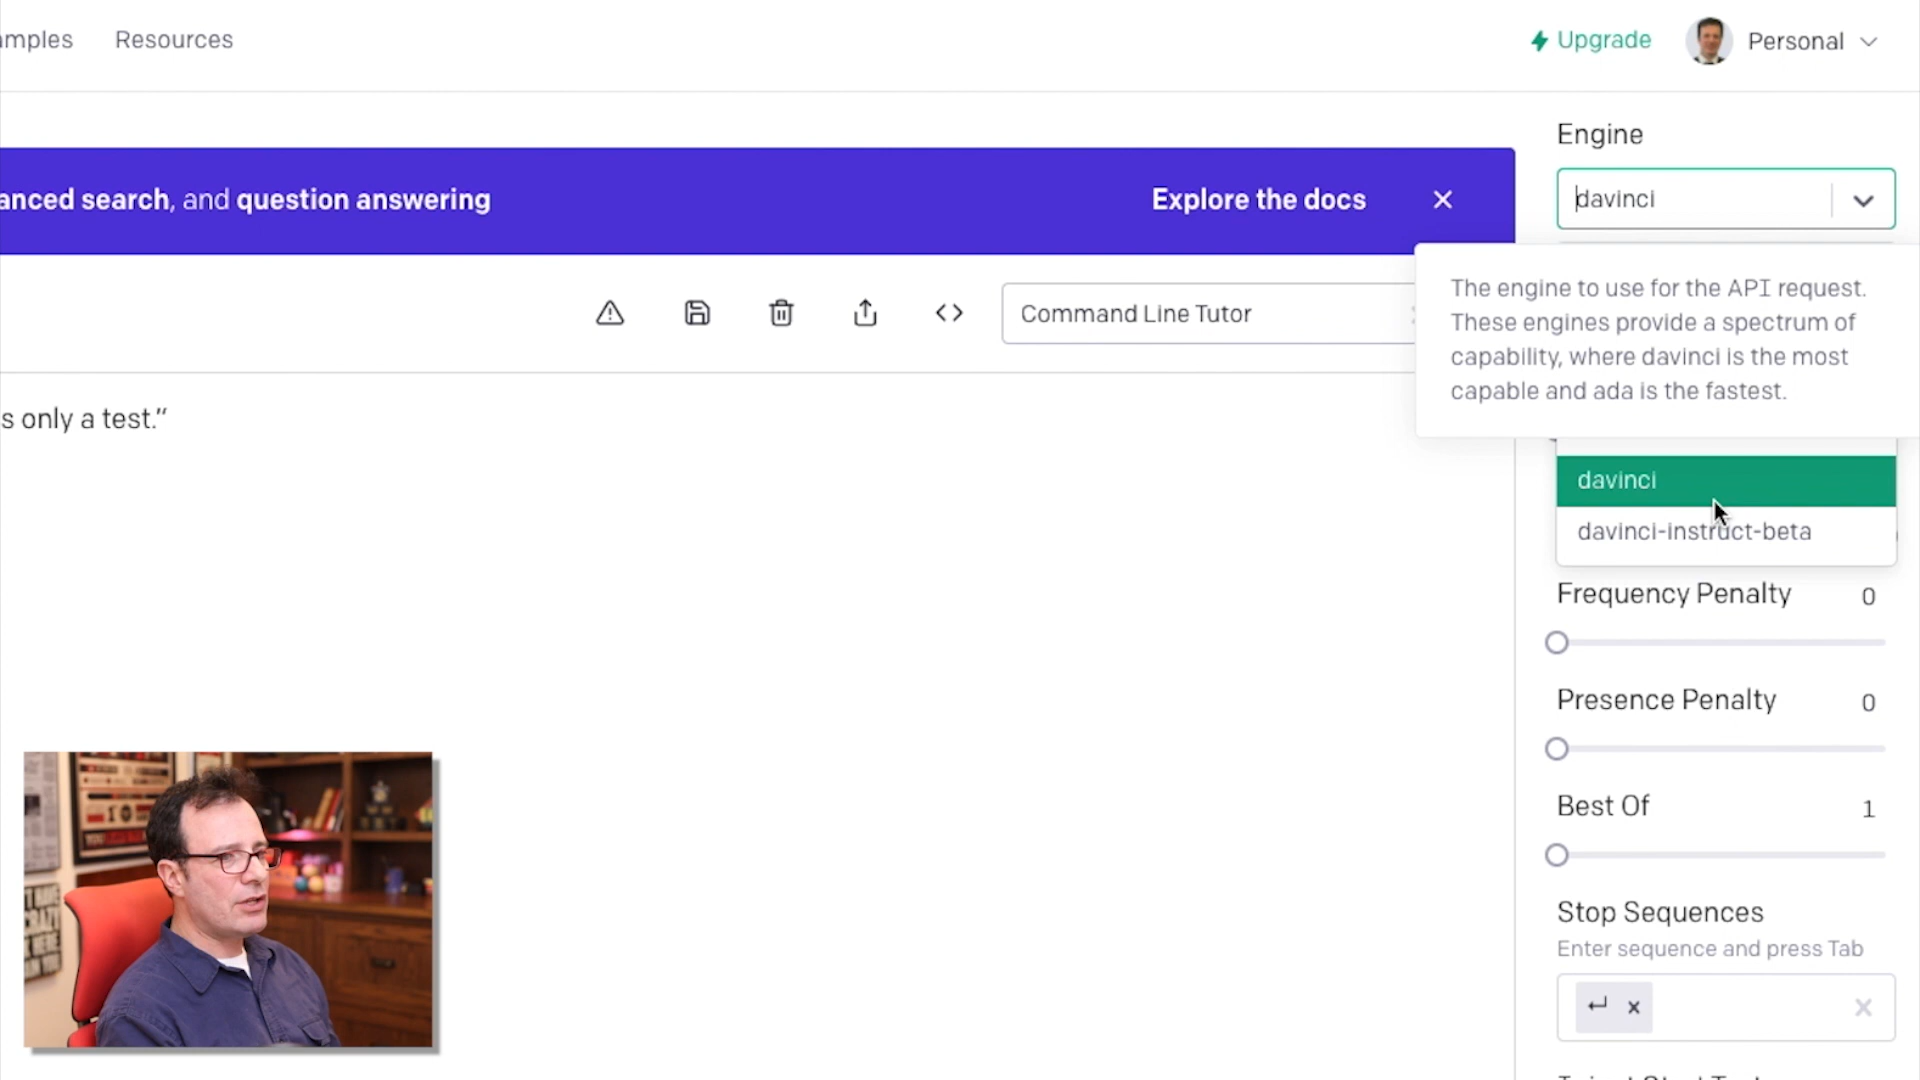 amples Resources Upgrade Personal
Engine
anced search, and question answering Explore the docs
davinci
The engine to use for the API request.
These engines provide a spectrum of
capability, where davinci is the most
capable and ada is the fastest.
Command Line Tutor
s only a test."
davinci
davinci-instruct-beta
Frequency Penalty 0
Presence Penalty 0
Best Of 1
Stop Sequences
Enter sequence and press Tab